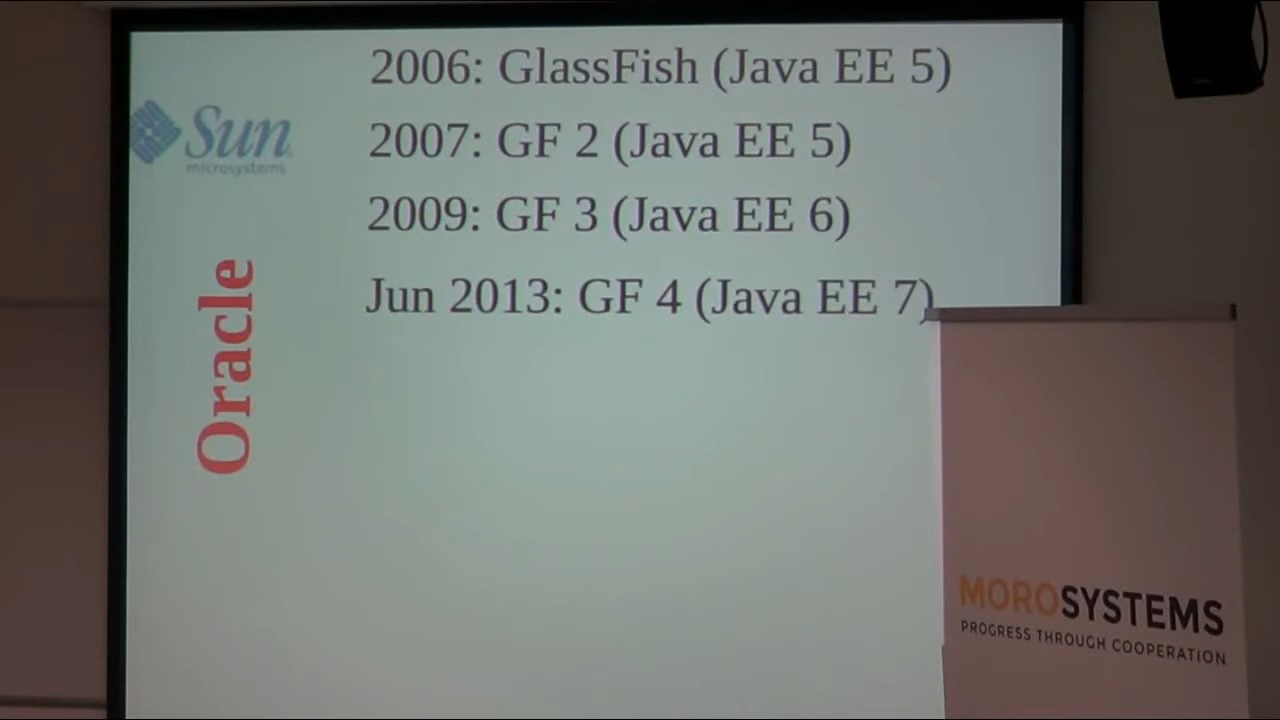 2006: GlassFish (Java EE 5)
Sun
microsystems
2007: GF 2 (Java EE 5)
2009: GF 3 (Java EE 6)
Jun 2013: GF 4 (Java EE 7)
Oracle
MOROSYSTEMS
PROGRESS THROUGH COOPERATION